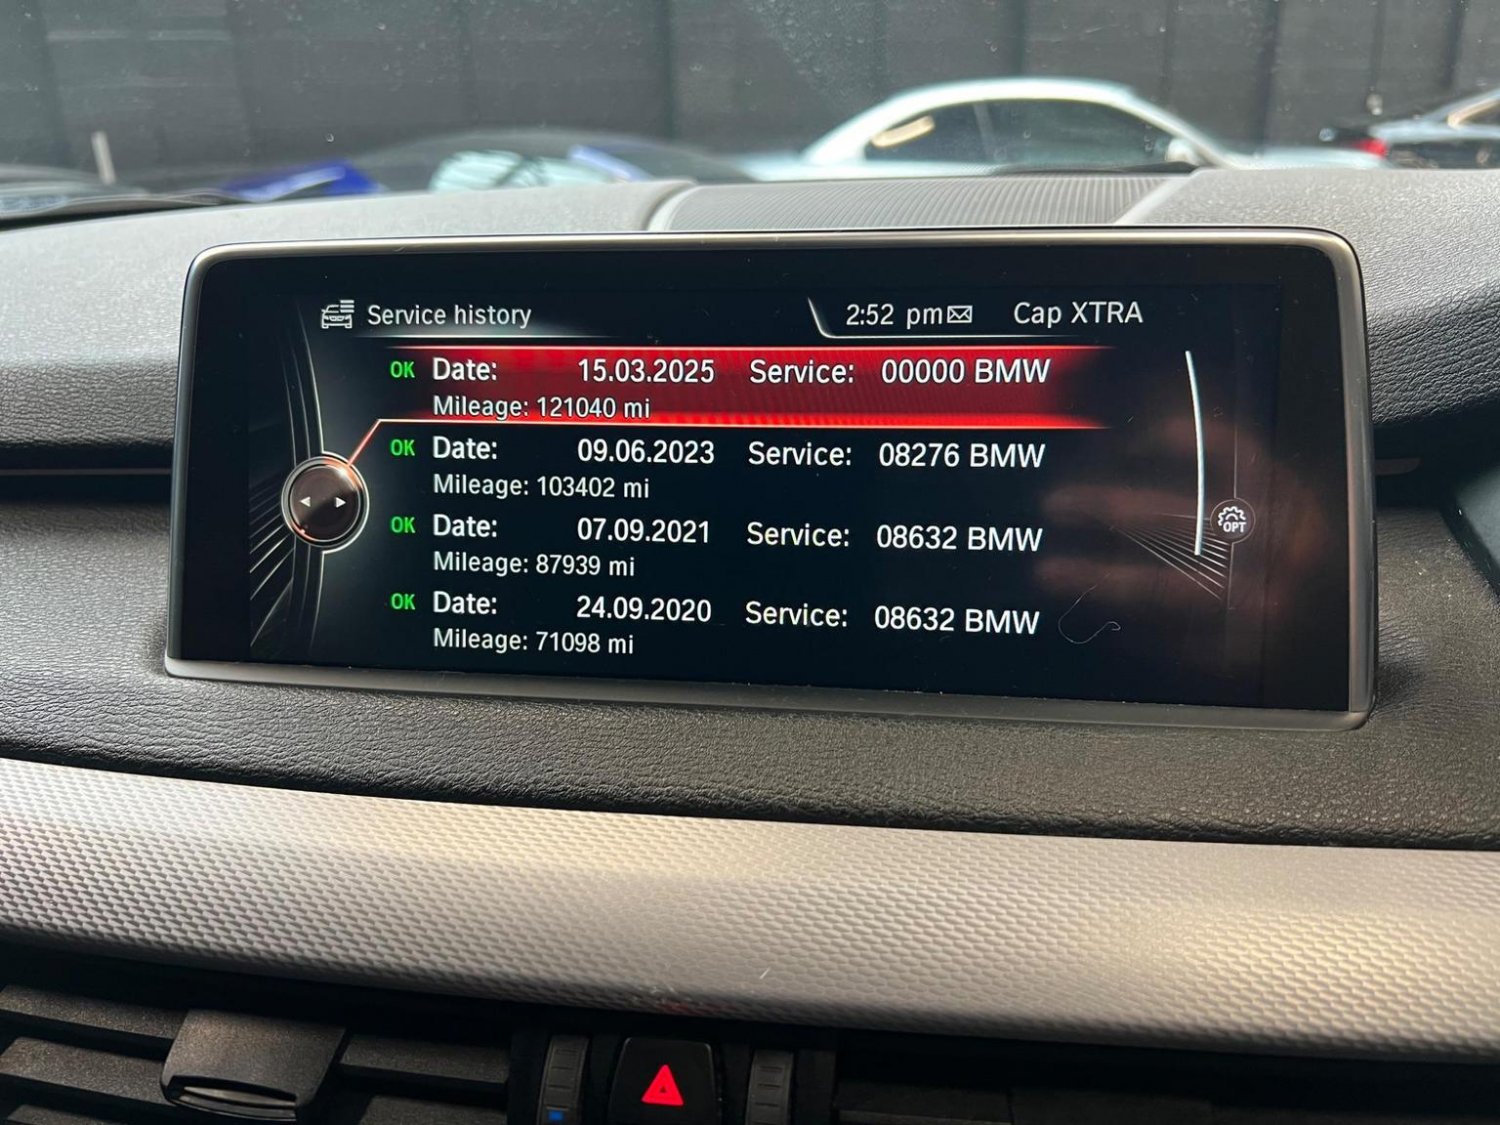 Service history 2:52 pm Cap XTRA
OK Date: 15.03.2025 Service: 00000 BMW
Mileage: 121040 mi
OK Date: 09.06.2023 Service: 08276 BMW
Mileage: 103402 mi
OK Date: 07.09.2021 Service: 08632 BMW
Mileage: 87939 mi
OPT
OK Date: 24.09.2020 Service: 08632 BMW
Mileage: 71098 mi